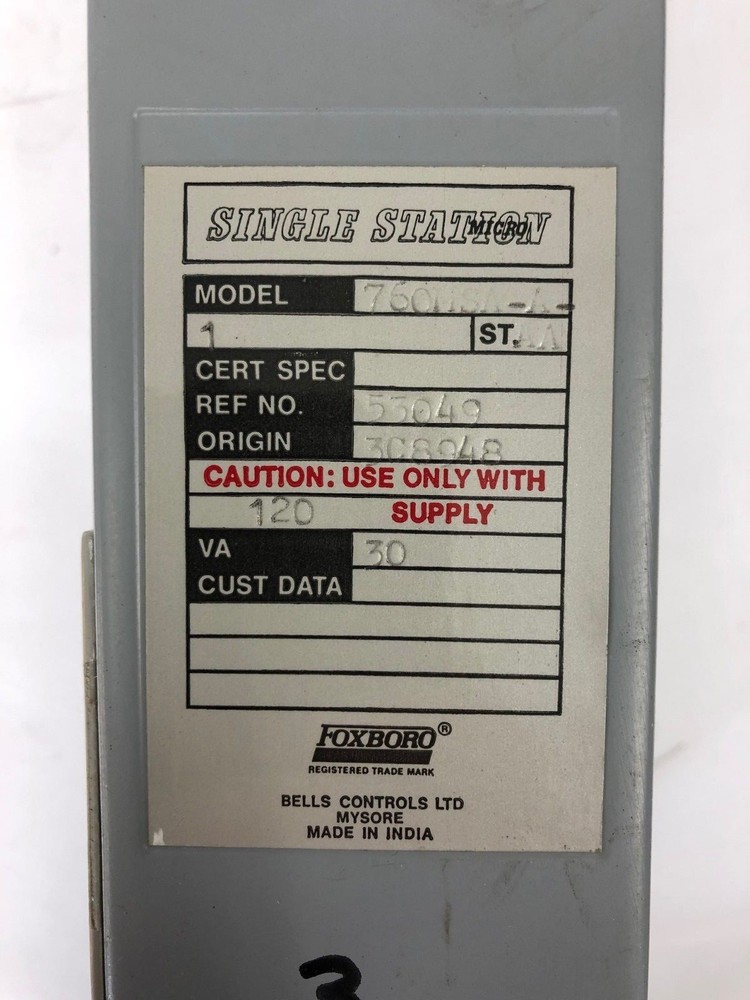 SINGLE STATION MICRO
MODEL 760MSA-A-
1 ST. AA
CERT SPEC
REF NO. 53049
ORIGIN 3C8948
CAUTION: USE ONLY WITH
120 SUPPLY
VA 30
CUST DATA
FOXBORO®
REGISTERED TRADE MARK
BELLS CONTROLS LTD
MYSORE
MADE IN INDIA
3